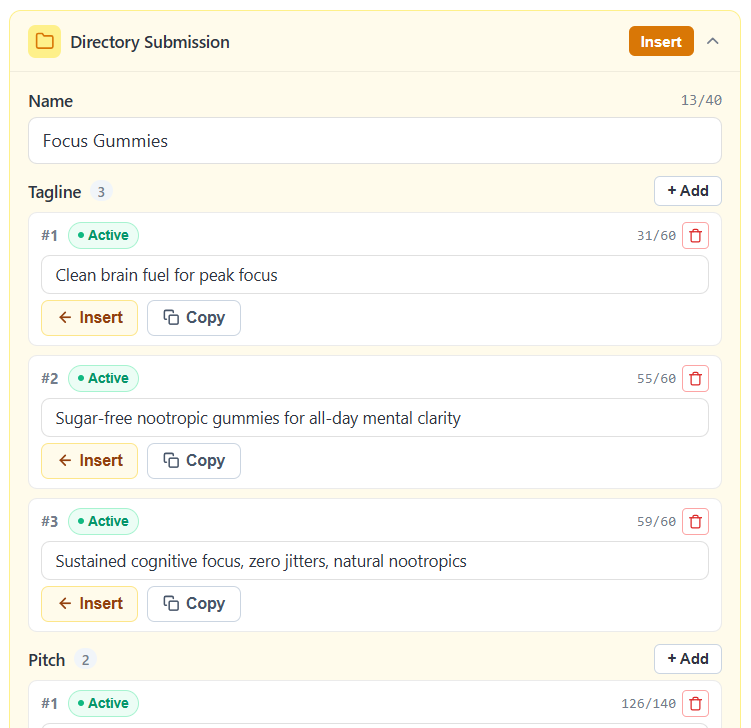 Directory Submission Insert
Name 13/40
Focus Gummies
Tagline 3 + Add
#1 Active 31/60
Clean brain fuel for peak focus
Insert Copy
#2 Active 55/60
Sugar-free nootropic gummies for all-day mental clarity
Insert Copy
#3 Active 59/60
Sustained cognitive focus, zero jitters, natural nootropics
Insert Copy
Pitch 2 + Add
#1 Active 126/140